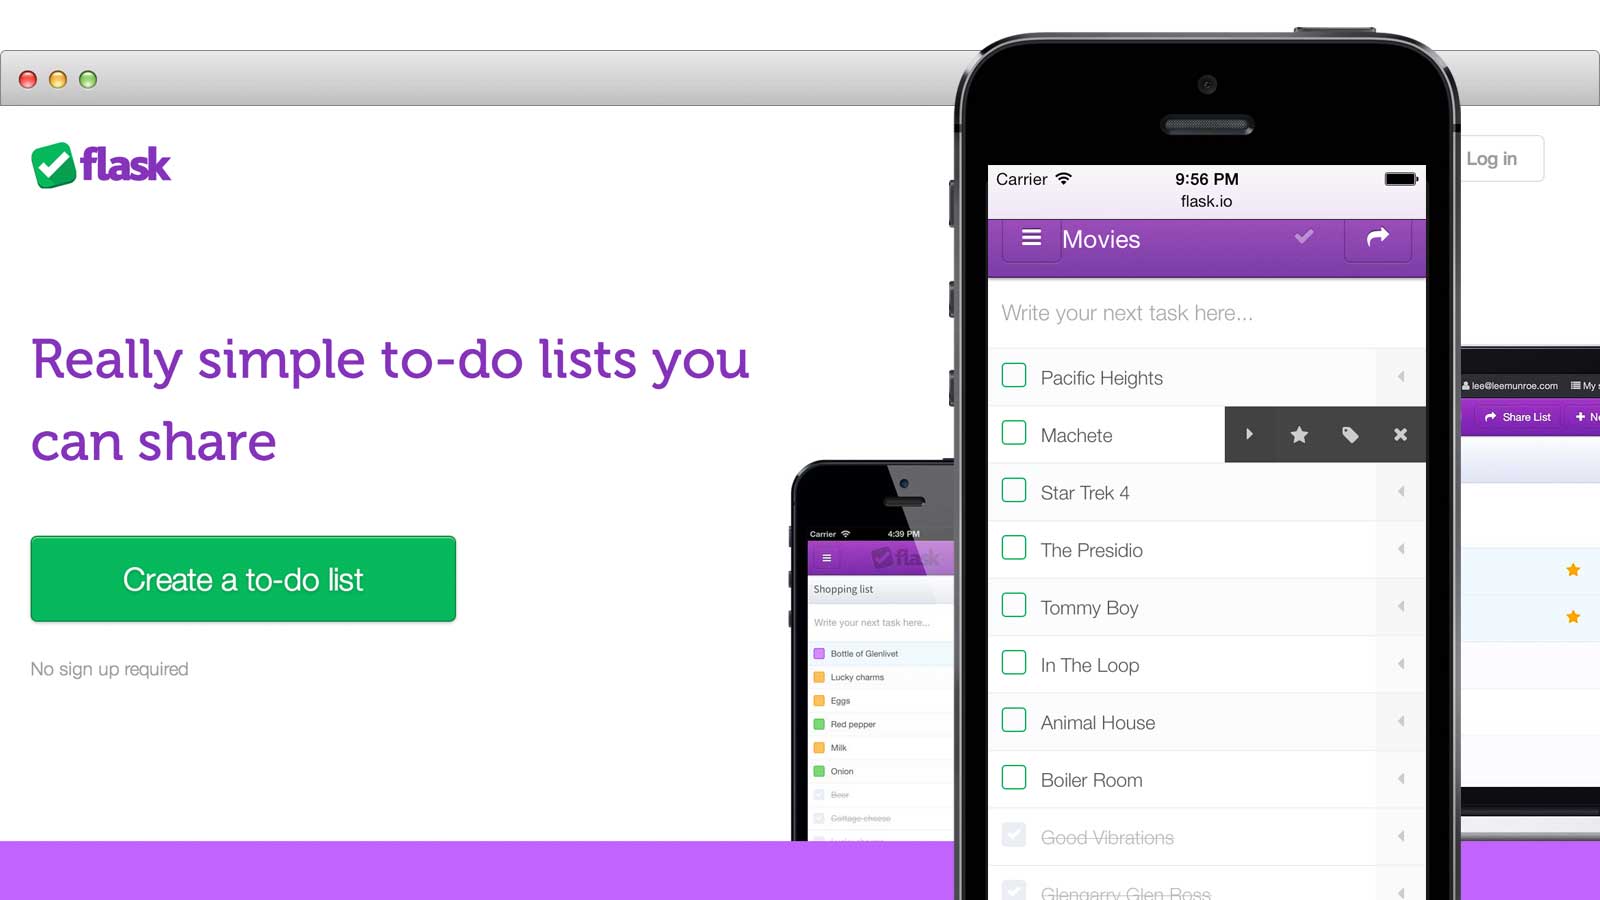 flask
Log in
Really simple to-do lists you
can share
Create a to-do list
No sign up required
Carrier
4:39 PM
flask
Shopping list
Write your next task here...
Bottle of Glenlivet
Lucky charms
Eggs
Red pepper
Milk
Onion
Beer
Cottage cheese
Carrier
9:56 PM
flask.io
Movies
Write your next task here...
Pacific Heights
Machete
Star Trek 4
The Presidio
Tommy Boy
In The Loop
Animal House
Boiler Room
Good Vibrations
Glengarry Glen Ross
lee@leemunroe.com
My
Share List